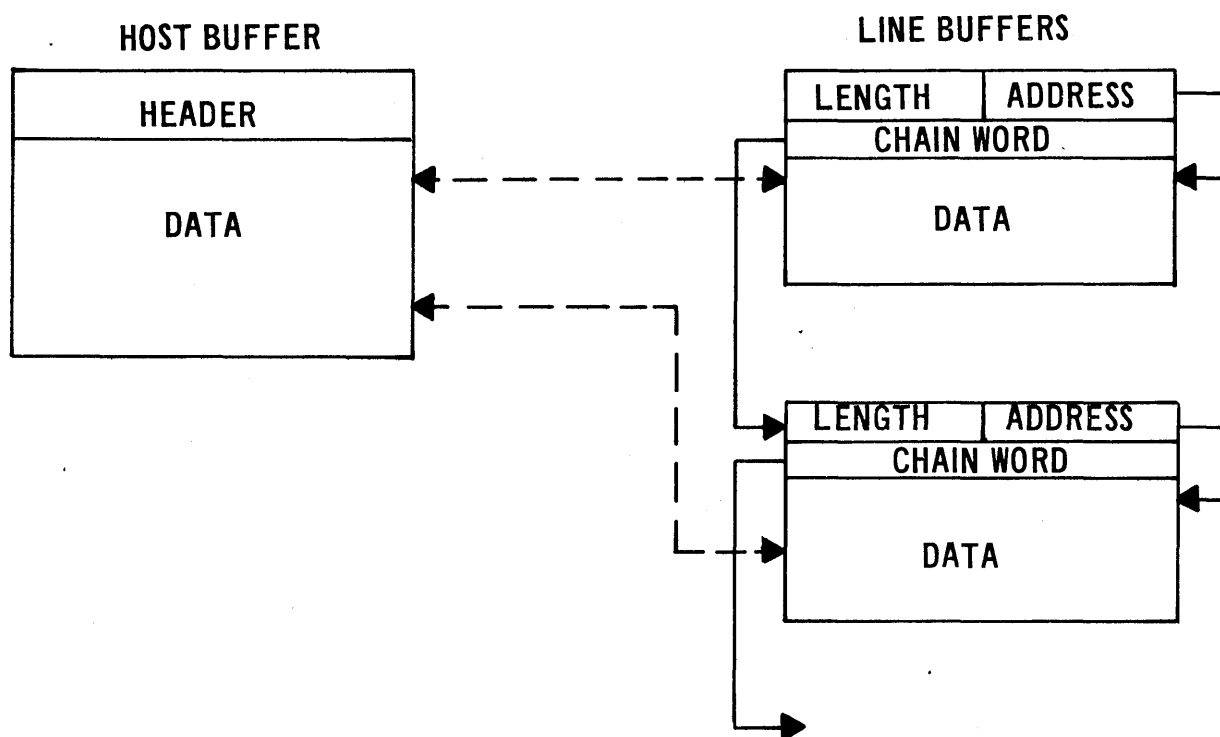 HOST BUFFER
HEADER
DATA
LINE BUFFERS
LENGTH ADDRESS
CHAIN WORD
DATA
LENGTH ADDRESS
CHAIN WORD
DATA